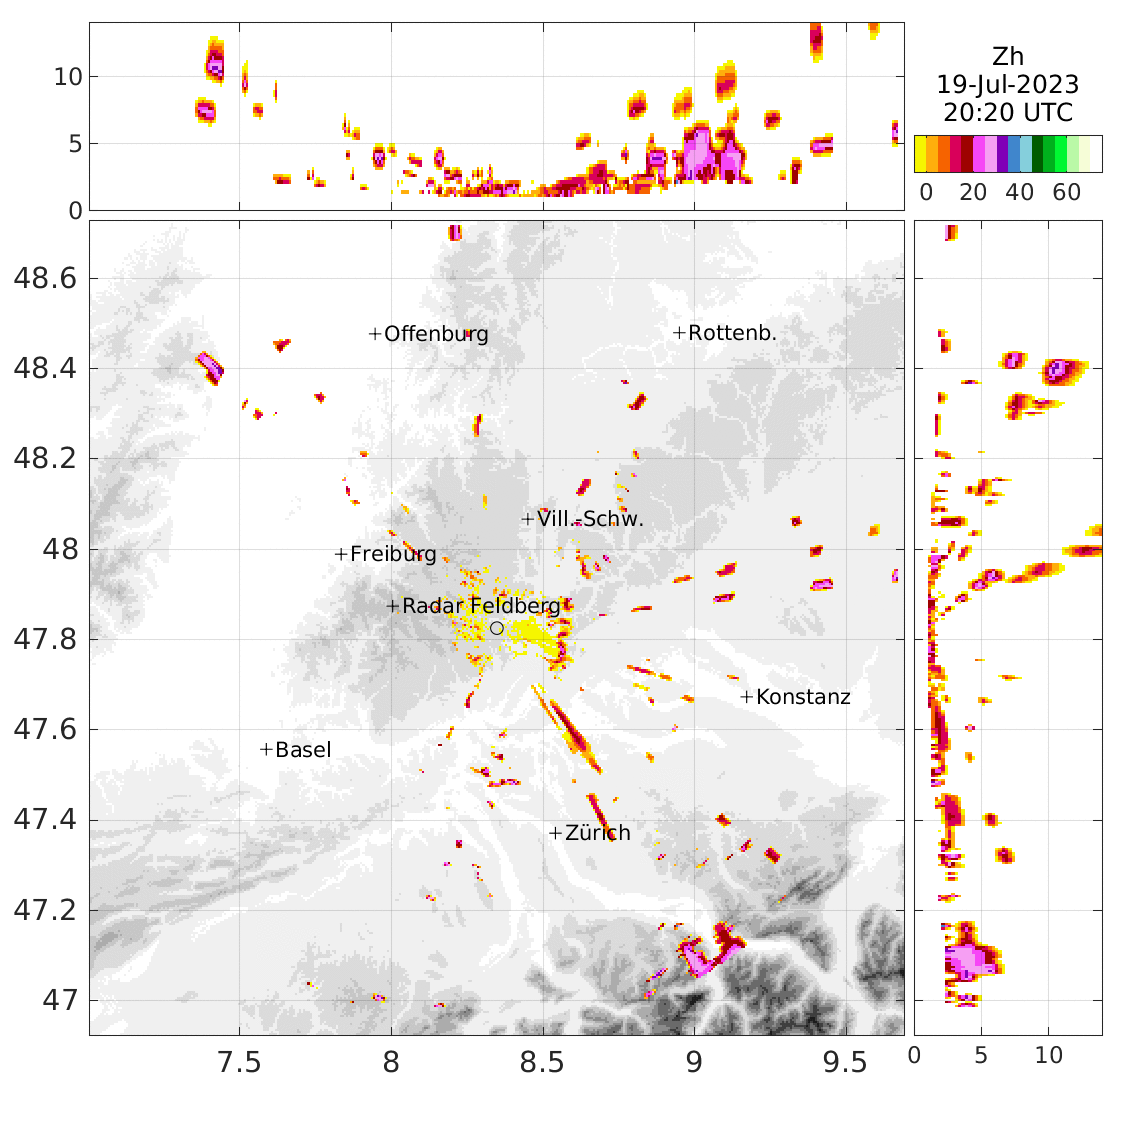 Zh
19-Jul-2023
20:20 UTC
10
5
0
0 20 40 60
48.6
48.4
48.2
48
47.8
47.6
47.4
47.2
47
+Offenburg
+Rottenb.
+Vill.-Schw.
+Freiburg
+Radar Feldberg
+Konstanz
+Basel
+Zürich
7.5 8 8.5 9 9.5
0 5 10